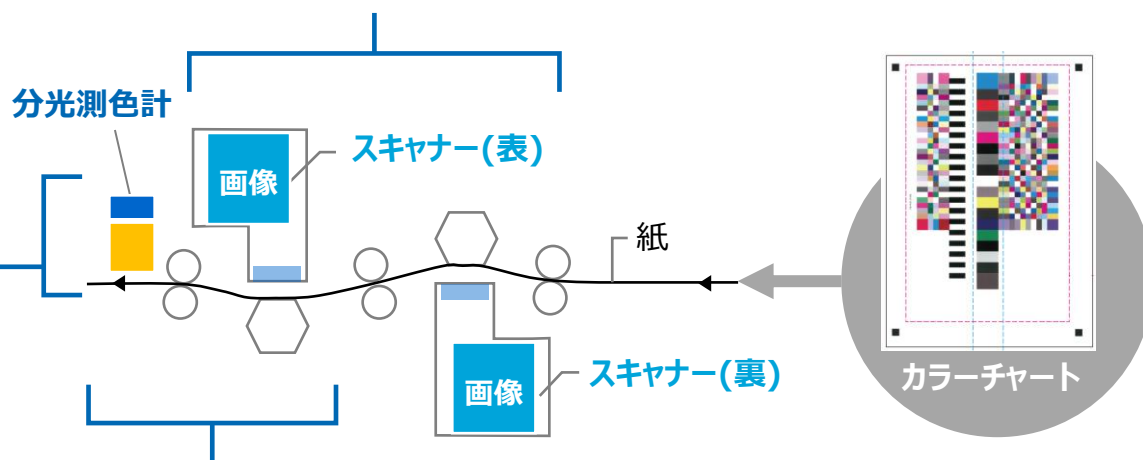 分光測色計
スキャナー(表)
画像
紙
スキャナー(裏)
画像
カラーチャート